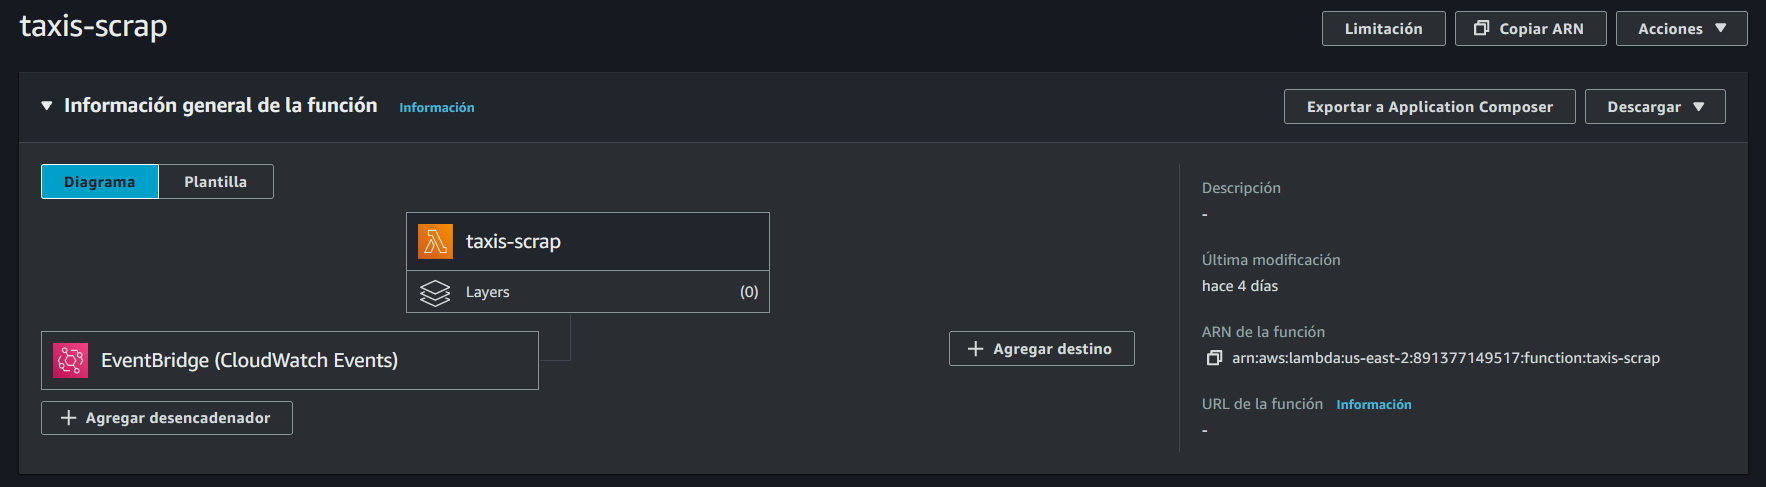 taxis-scrap
Limitación
Copiar ARN
Acciones
Información general de la función Información
Exportar a Application Composer
Descargar
Diagrama
Plantilla
taxis-scrap
Layers (0)
EventBridge (CloudWatch Events)
+ Agregar desencadenador
+ Agregar destino
Descripción
-
Última modificación
hace 4 días
ARN de la función
arn:aws:lambda:us-east-2:891377149517:function:taxis-scrap
URL de la función Información
-